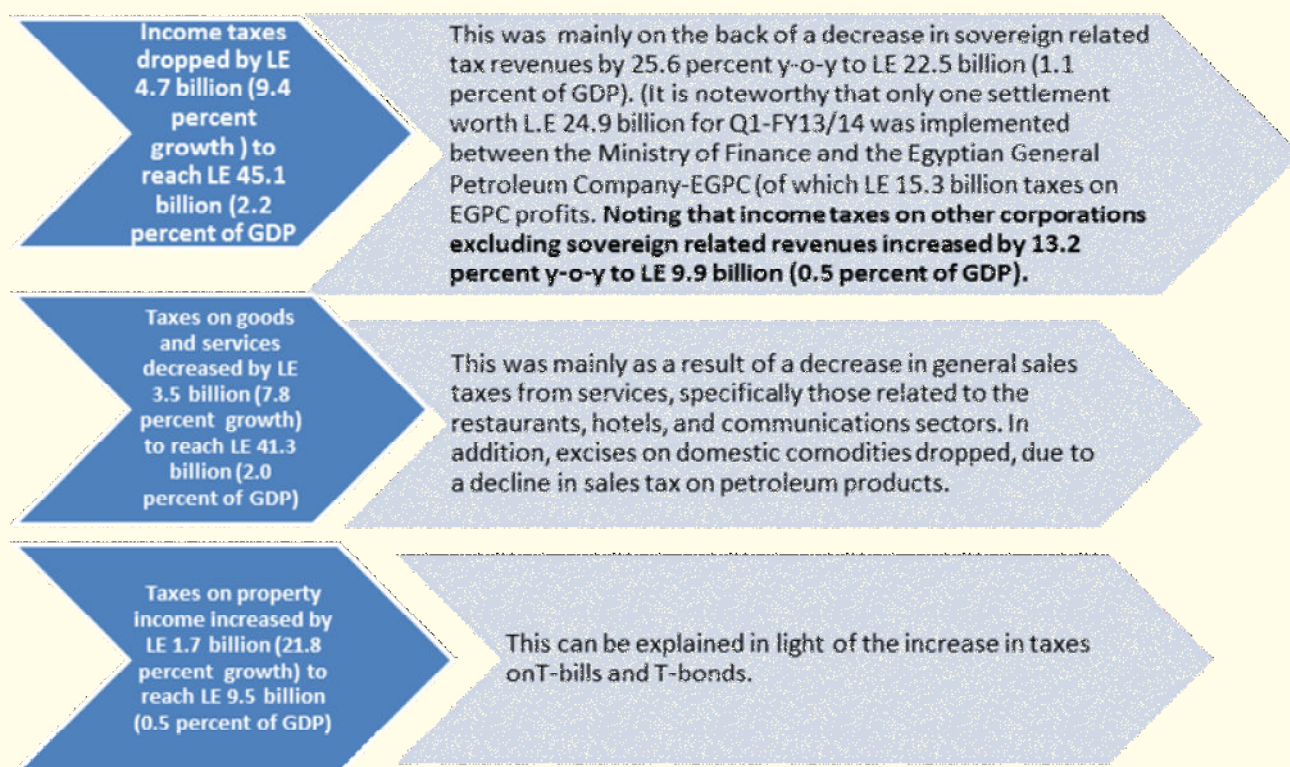 Income taxes
dropped by LE
4.7 billion (9.4
percent
growth ) to
reach LE 45.1
billion (2.2
percent of GDP
This was mainly on the back of a decrease in sovereign related
tax revenues by 25.6 percent y-o-y to LE 22.5 billion (1.1
percent of GDP). (It is noteworthy that only one settlement
worth L.E 24.9 billion for Q1-FY13/14 was implemented
between the Ministry of Finance and the Egyptian General
Petroleum Company-EGPC (of which LE 15.3 billion taxes on
EGPC profits. Noting that income taxes on other corporations
excluding sovereign related revenues increased by 13.2
percent y-o-y to LE 9.9 billion (0.5 percent of GDP).
Taxes on goods
and services
decreased by LE
3.5 billion (7.8
percent growth)
to reach LE 41.3
billion (2.0
percent of GDP)
This was mainly as a result of a decrease in general sales
taxes from services, specifically those related to the
restaurants, hotels, and communications sectors. In
addition, excises on domestic comodities dropped, due to
a decline in sales tax on petroleum products.
Taxes on property
income increased by
LE 1.7 billion (21.8
percent growth) to
reach LE 9.5 billion
(0.5 percent of GDP)
This can be explained in light of the increase in taxes
onT-bills and T-bonds.